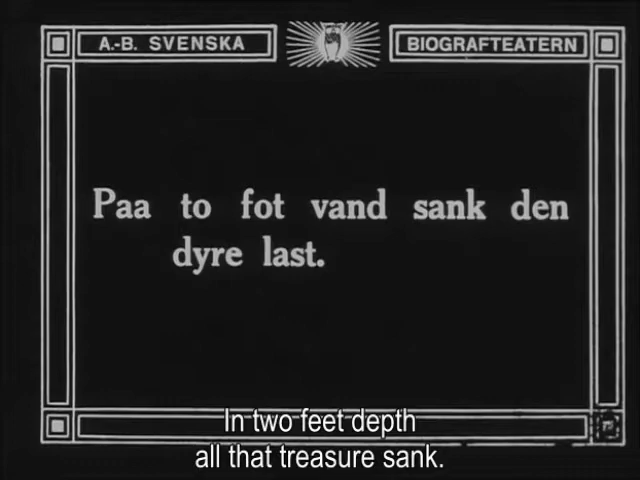 A.-B. SVENSKA BIOGRAFTEATERN
Paa to fot vand sank den
dyre last.
In two feet depth
all that treasure sank.